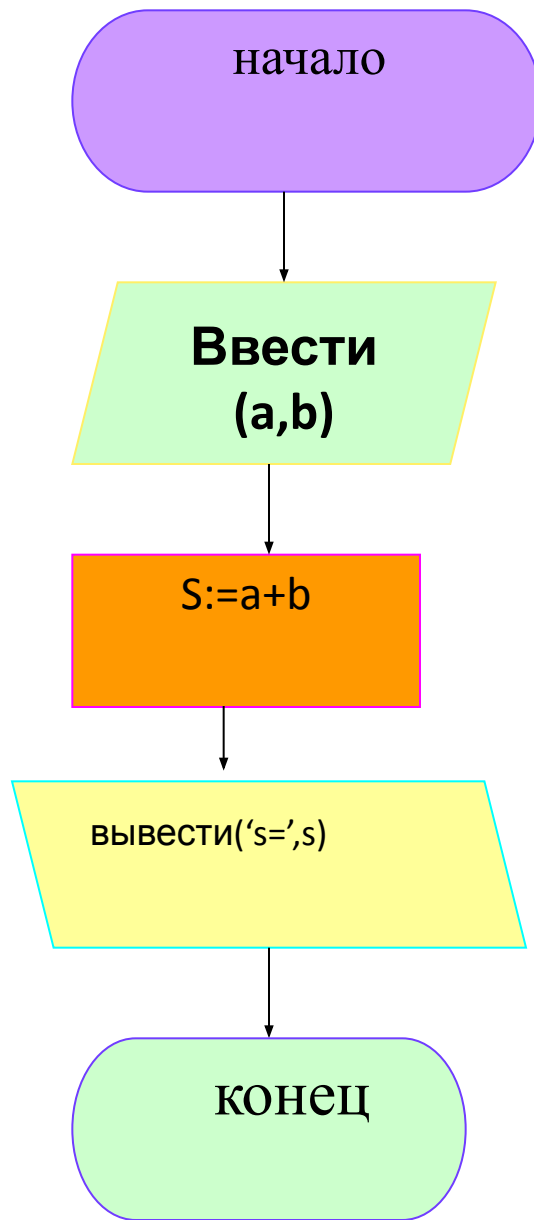 начало
Ввести
(a,b)
S:=a+b
вывести(‘s=’,s)
конец